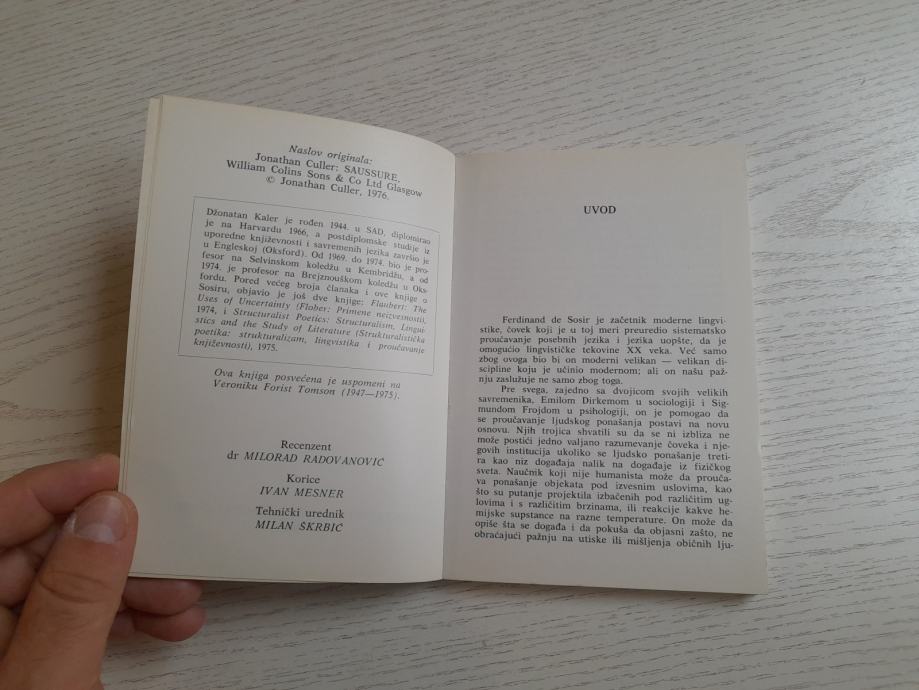 Naslov originala:
Jonathan Culler: SAUSSURE,
William Colins Sons & Co Ltd Glasgow
© Jonathan Culler, 1976.
Džonatan Kaler je rođen 1944. u SAD, diplomirao
je na Harvardu 1966, a postdiplomske studije iz
uporedne književnosti i savremenih jezika završio je
u Engleskoj (Oksford). Od 1969. do 1974. bio je pro-
fesor na Selvinskom koledžu u Kembridžu, a od
1974. je profesor na Brejznouškom koledžu u Oks-
fordu. Pored većeg broja članaka i ove knjige o
Sosiru, objavio je još dve knjige: Flaubert: The
Uses of Uncertainty (Flober: Primene neizvesnosti),
1974, i Structuralist Poetics: Structuralism, Lingui-
stics and the Study of Literature (Strukturalistička
poetika: strukturalizam, lingvistika i proučavanje
književnosti), 1975.
Ova knjiga posvećena je uspomeni na
Veroniku Forist Tomson (1947—1975).
Recenzent
dr MILORAD RADOVANOVIĆ
Korice
IVAN MESNER
Tehnički urednik
MILAN ŠKRBIĆ
UVOD
Ferdinand de Sosir je začetnik moderne lingvi-
stike, čovek koji je u toj meri preuredio sistematsko
proučavanje posebnih jezika i jezika uopšte, da je
omogućio lingvističke tekovine XX veka. Već samo
zbog ovoga bio bi on moderni velikan — velikan di-
scipline koju je učinio modernom; ali on našu paž-
nju zaslužuje ne samo zbog toga.
Pre svega, zajedno sa dvojicom svojih velikih
savremenika, Emilom Dirkemom u sociologiji i Sig-
mundom Frojdom u psihologiji, on je pomogao da
se proučavanje ljudskog ponašanja postavi na novu
osnovu. Njih trojica shvatili su da se ni izbliza ne
može postići jedno valjano razumevanje čoveka i nje-
govih institucija ukoliko se ljudsko ponašanje treti-
ra kao niz događaja nalik na događaje iz fizičkog
sveta. Naučnik koji nije humanista može da prouča-
va ponašanje objekata pod izvesnim uslovima, kao
što su putanje projektila izbačenih pod različitim ug-
lovima i s različitim brzinama, ili reakcije kakve he-
mijske supstance na razne temperature. On može da
opiše šta se događa i da pokuša da objasni zašto, ne
obraćajući pažnju na utiske ili mišljenja običnih lju-